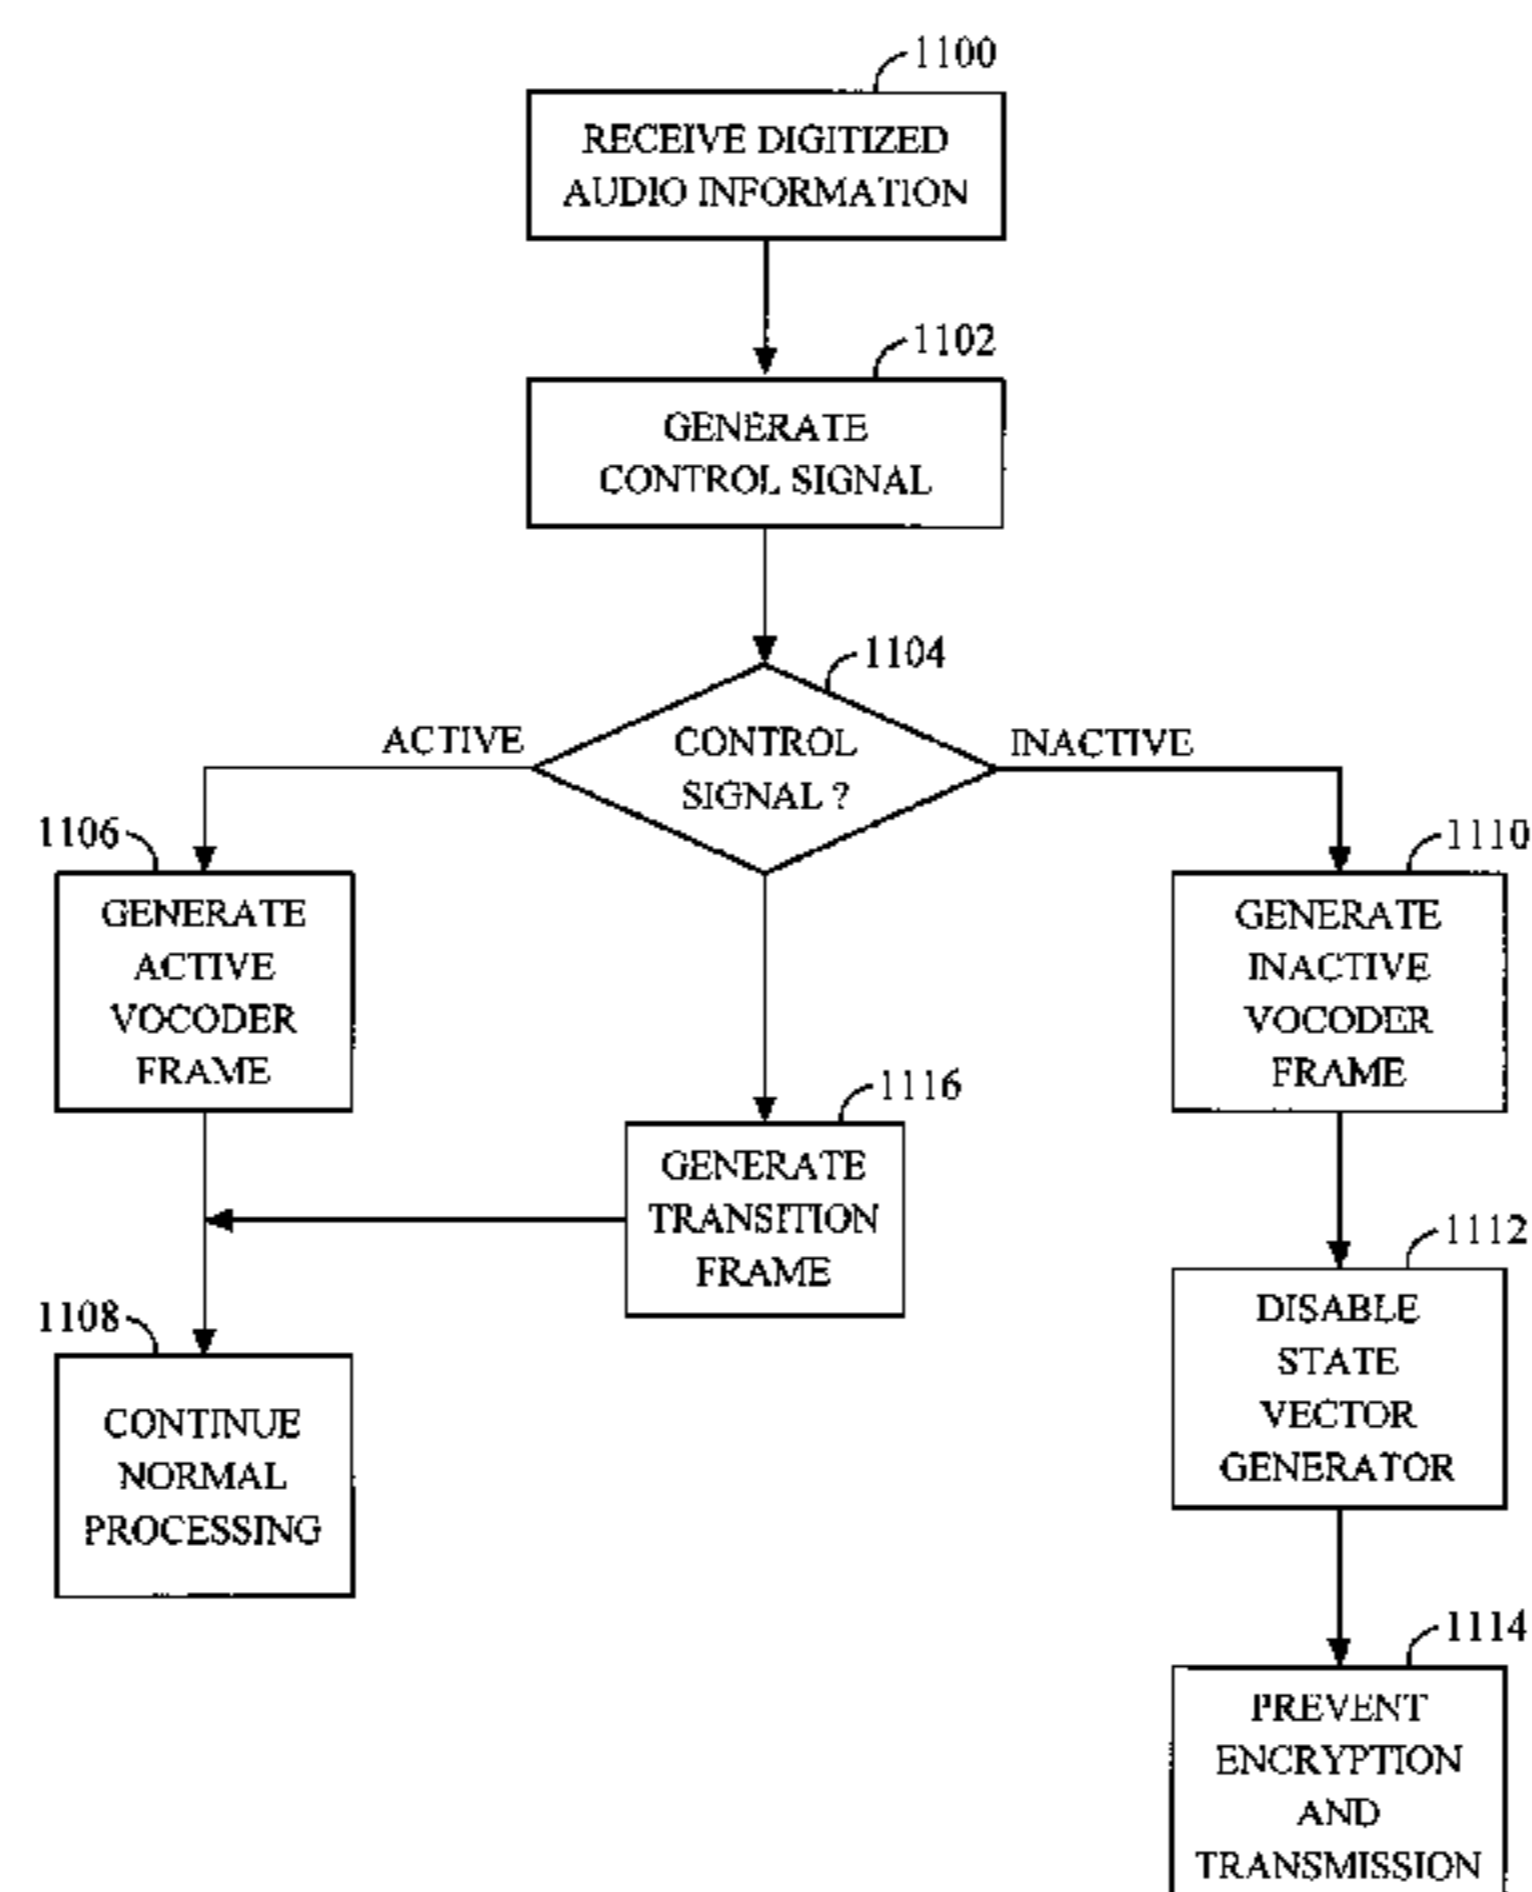 1100
RECEIVE DIGITIZED
AUDIO INFORMATION
1102
GENERATE
CONTROL SIGNAL
1104
ACTIVE
CONTROL
SIGNAL ?
INACTIVE
1106
GENERATE
ACTIVE
VOCODER
FRAME
1110
GENERATE
INACTIVE
VOCODER
FRAME
1116
GENERATE
TRANSITION
FRAME
1108
CONTINUE
NORMAL
PROCESSING
1112
DISABLE
STATE
VECTOR
GENERATOR
1114
PREVENT
ENCRYPTION
AND
TRANSMISSION